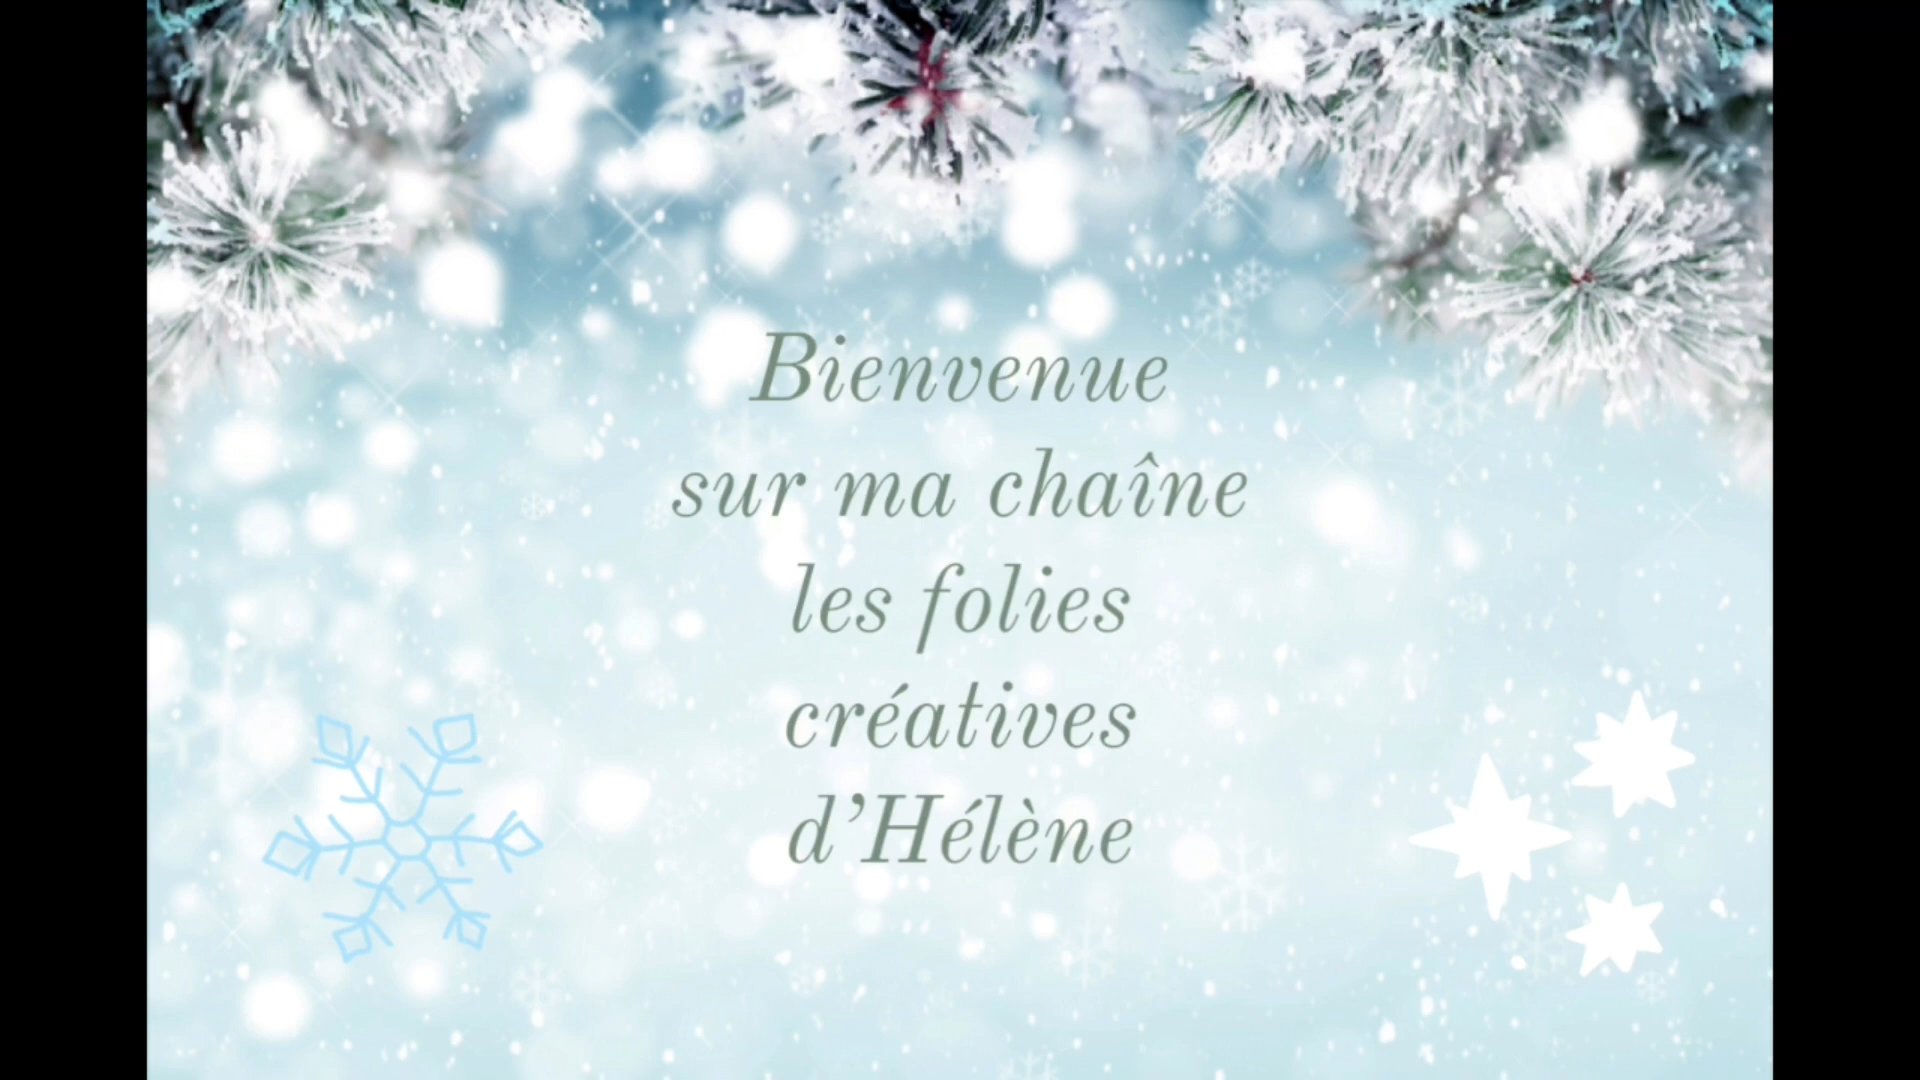 Bienvenue
sur ma chaîne
les folies
créatives
d’Hélène